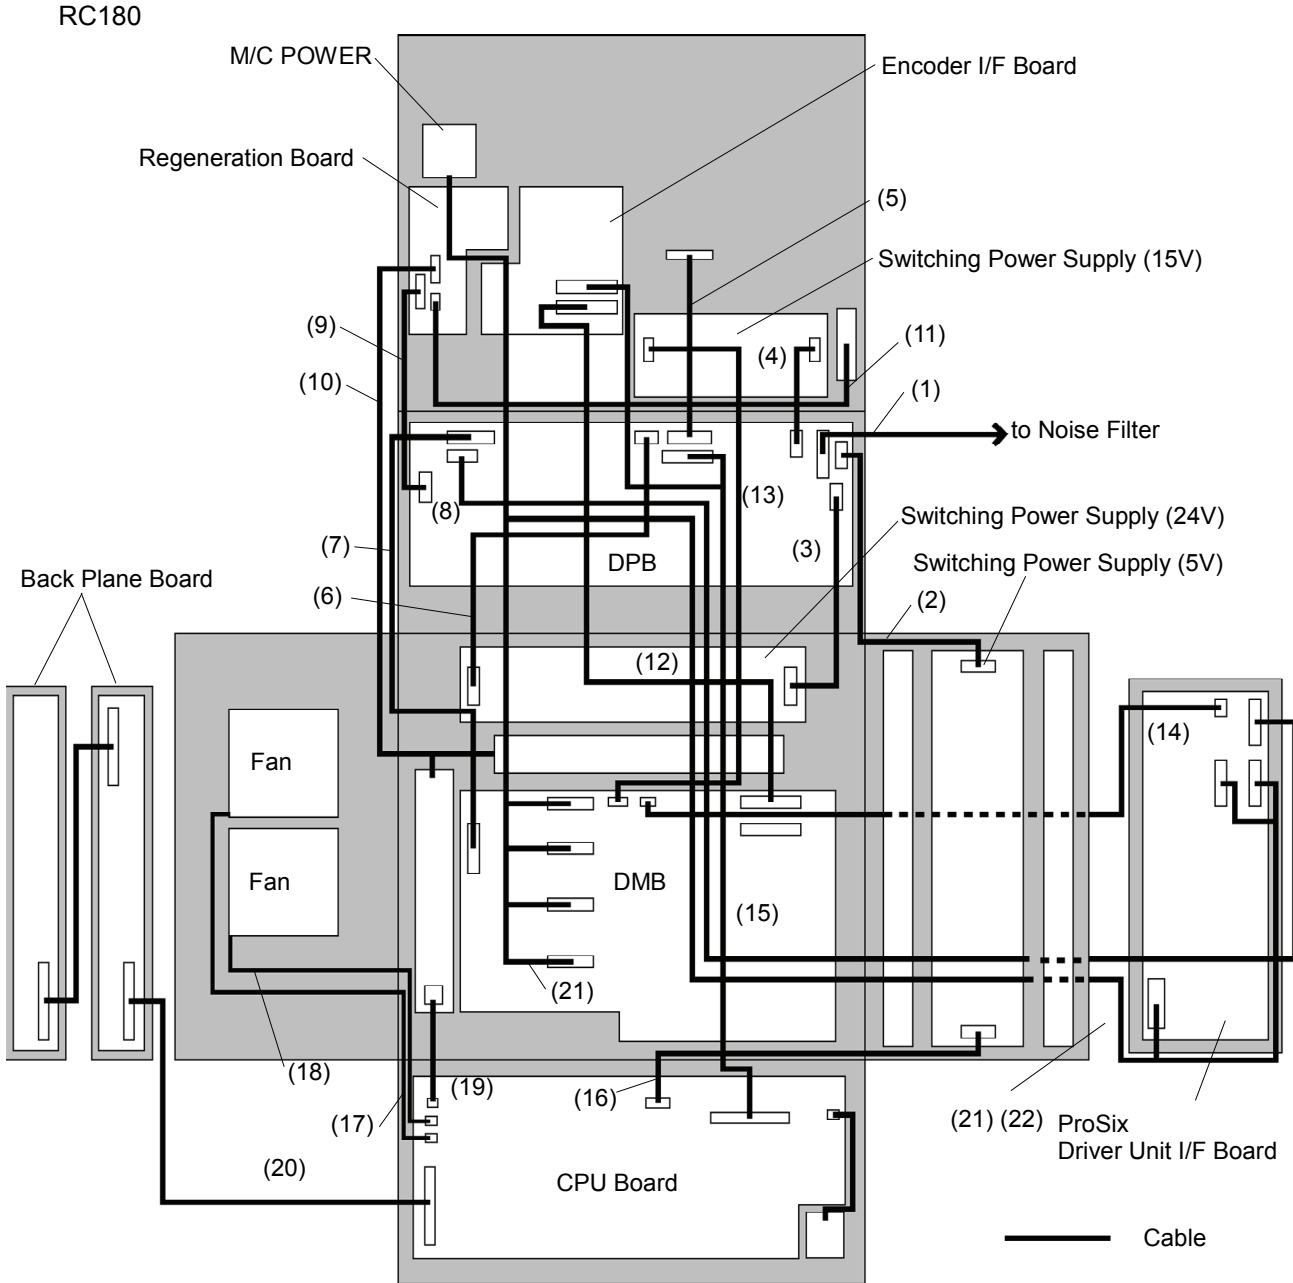 RC180
M/C POWER
Encoder I/F Board
Regeneration Board
(5)
Switching Power Supply (15V)
(9)
(4)
(11)
(10)
(1)
to Noise Filter
(13)
(8)
Switching Power Supply (24V)
(7)
(3)
DPB
Switching Power Supply (5V)
Back Plane Board
(6)
(2)
(12)
(14)
Fan
Fan
DMB
(15)
(21)
(18)
(19)
(16)
(17)
(21) (22)
ProSix
Driver Unit I/F Board
(20)
CPU Board
Cable